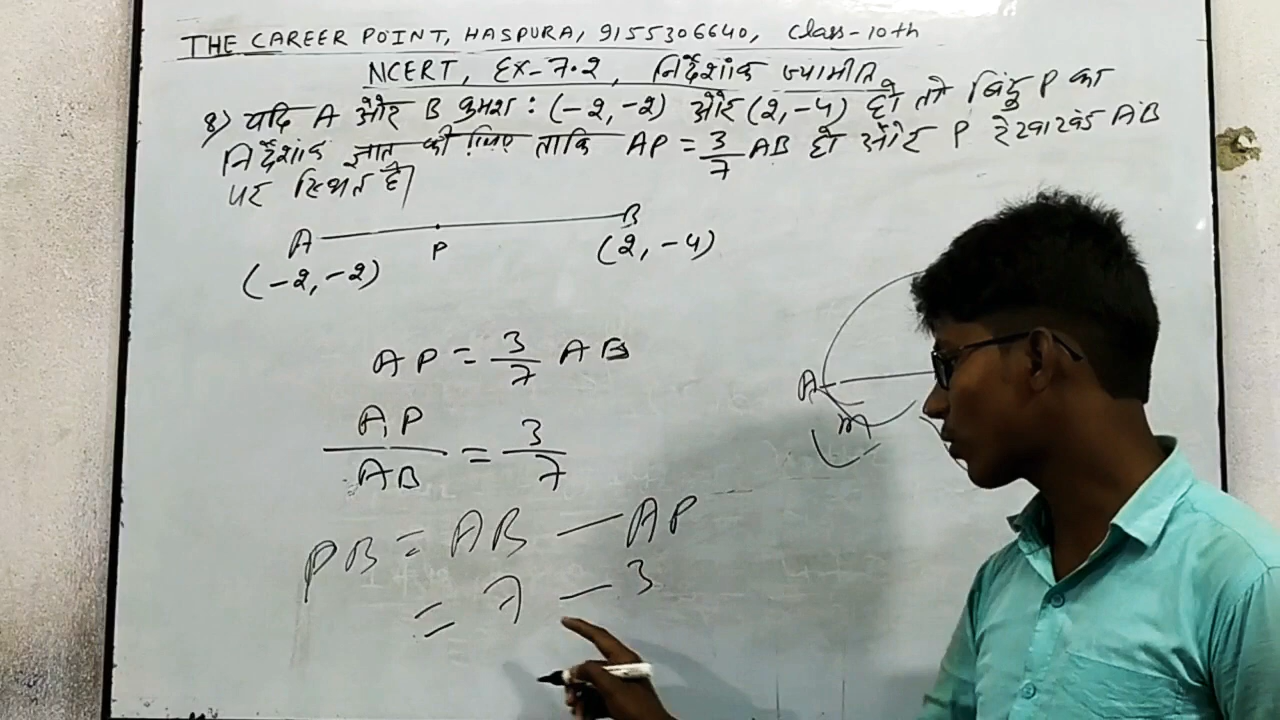 THE CAREER POINT, HASPURA, 9155306640, Class-10th
NCERT, EX-7.2, निर्देशांक ज्यामीति
8) यदि A और B क्रमश: (-2,-2) और (2,-4) हो तो बिंदु P का
निर्देशांक ज्ञात कीजिए ताकि AP = 3/7 AB हो और P रेखाखंड AB
पर स्थित है।
A P B
(-2,-2) (2,-4)
AP = 3/7 AB
AP/AB = 3/7
PB = AB - AP
= 7 - 3
A
m